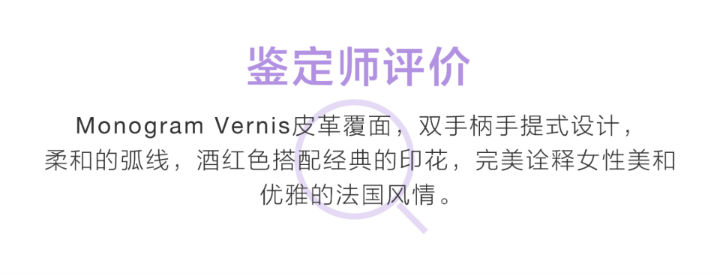 鉴定师评价
Monogram Vernis皮革覆面，双手柄手提式设计，
柔和的弧线，酒红色搭配经典的印花，完美诠释女性美和
优雅的法国风情。